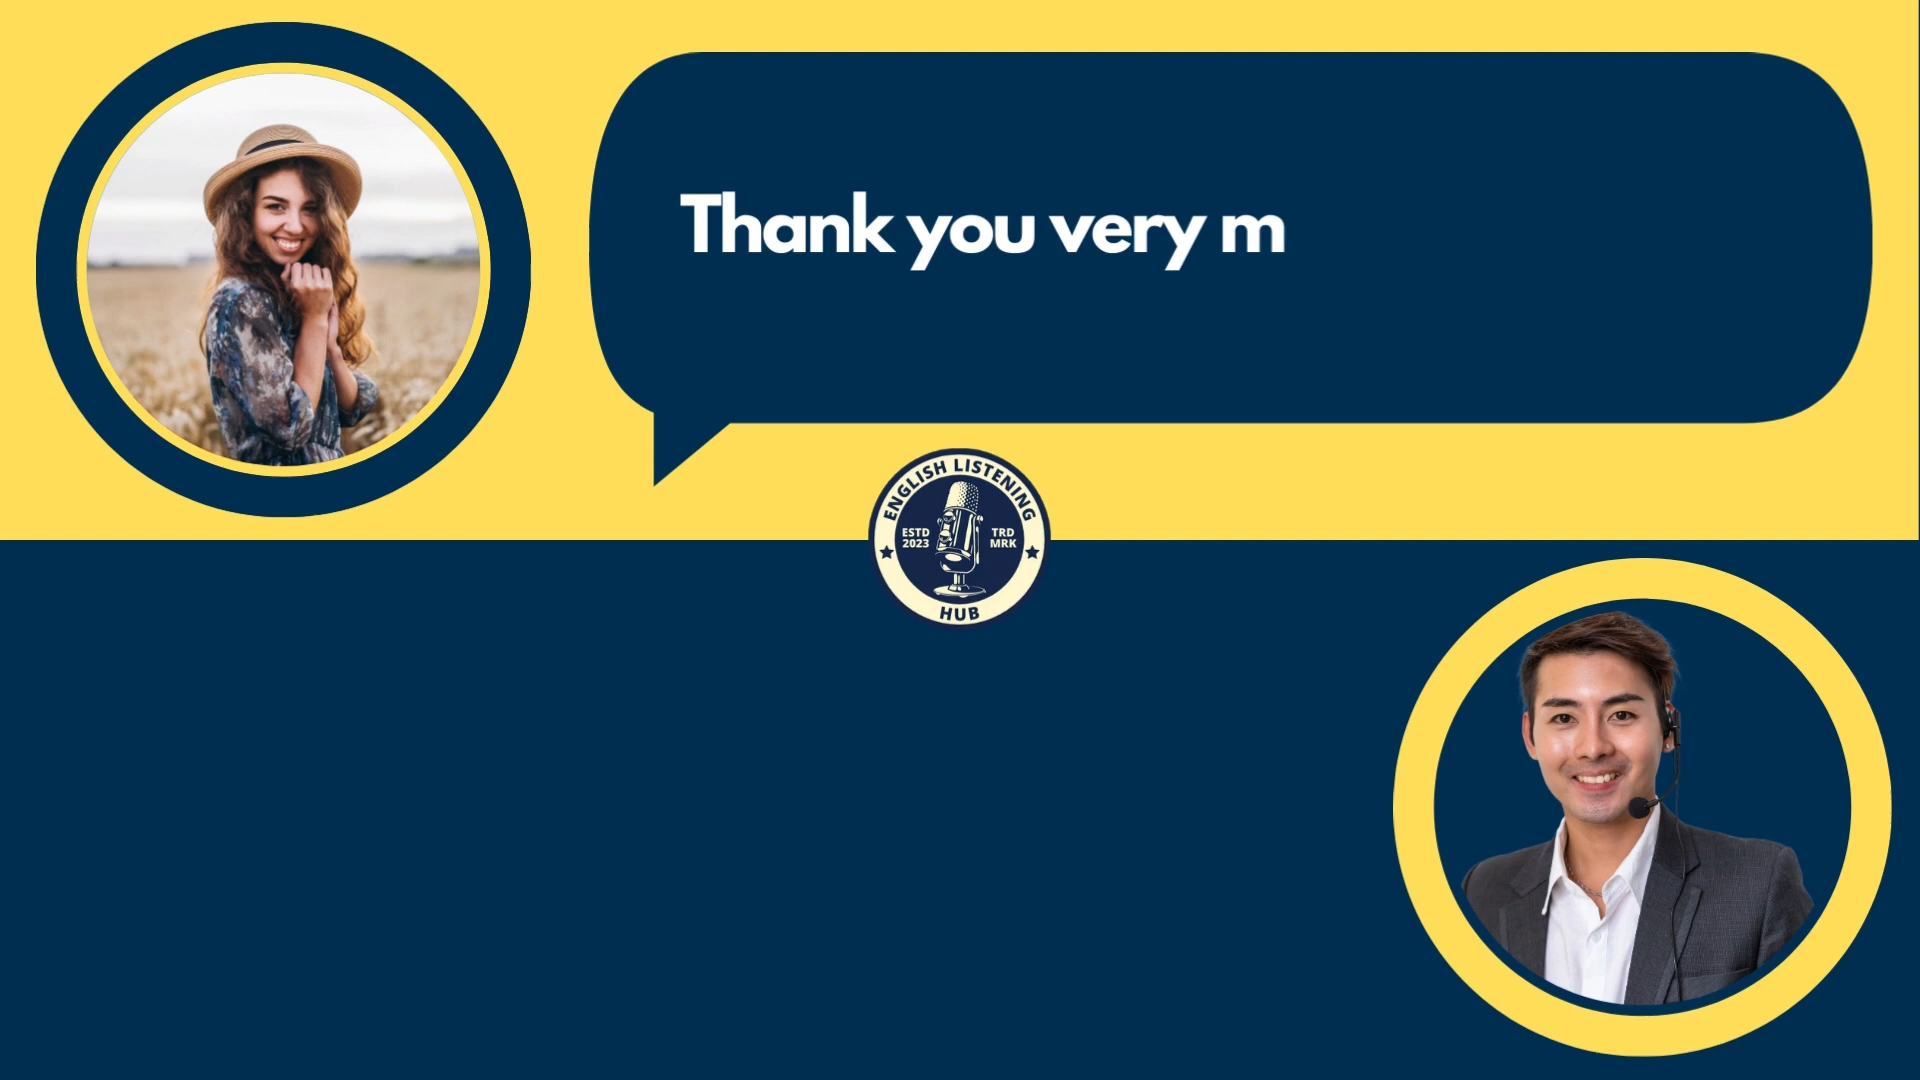 Thank you very m
ENGLISH LISTENING
ESTD
2023
TRD
MRK
HUB